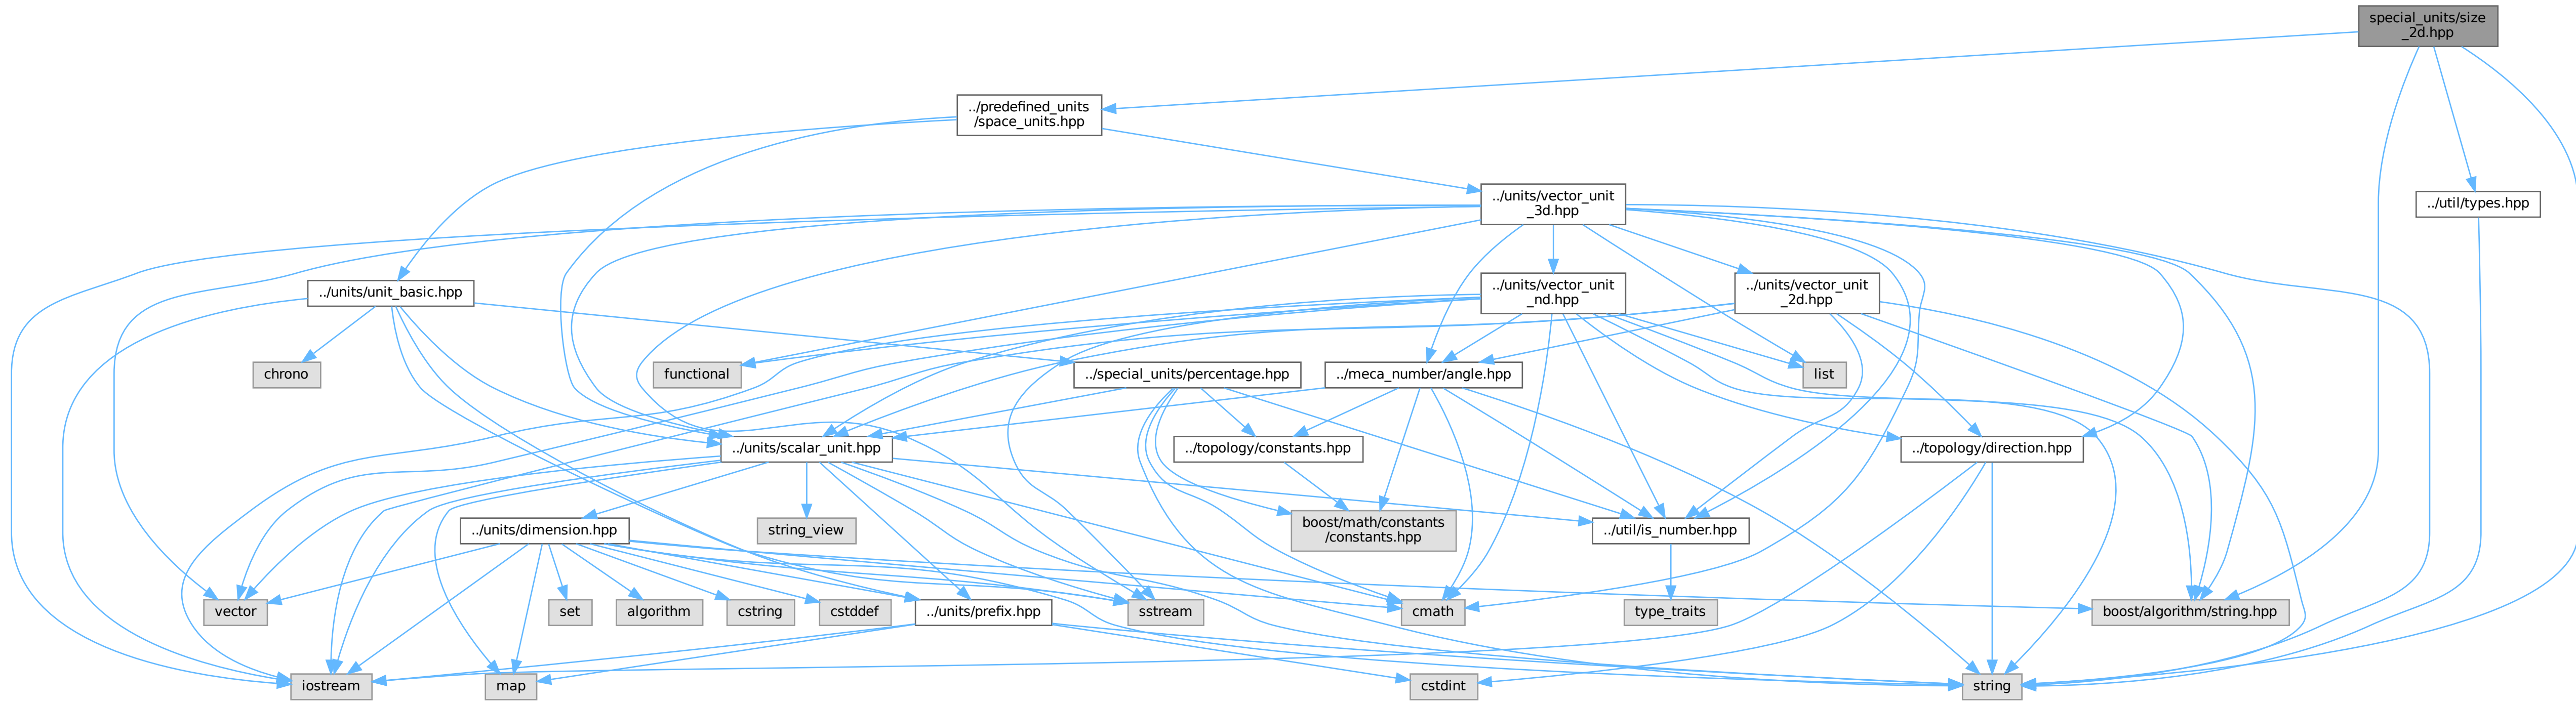 special_units/size
_2d.hpp
../predefined_units
/space_units.hpp
../units/vector_unit
_3d.hpp
../util/types.hpp
../units/unit_basic.hpp
../units/vector_unit
_nd.hpp
../units/vector_unit
_2d.hpp
chrono
functional
../special_units/percentage.hpp
../meca_number/angle.hpp
list
../units/scalar_unit.hpp
../topology/constants.hpp
../topology/direction.hpp
../units/dimension.hpp
string_view
boost/math/constants
/constants.hpp
../util/is_number.hpp
vector
set
algorithm
cstring
cstddef
../units/prefix.hpp
sstream
cmath
type_traits
boost/algorithm/string.hpp
iostream
map
cstdint
string